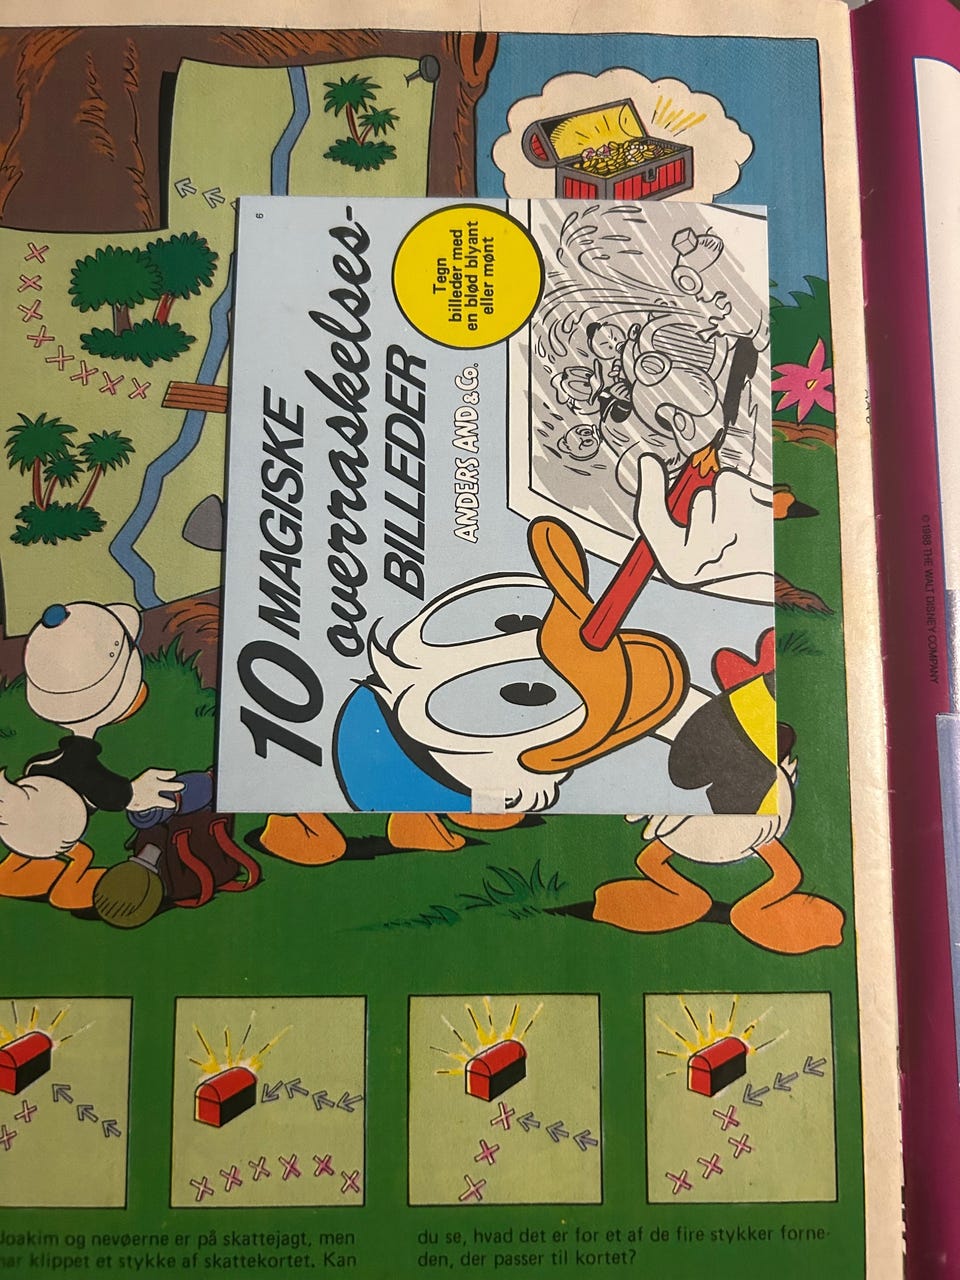 6
10 MAGISKE
overraskelses-
BILLEDER
Tegn
billeder med
en blød blyant
eller mønt
ANDERS AND & Co.
©1988 THE WALT DISNEY COMPANY
Joakim og nevøerne er på skattejagt, men
har klippet et stykke af skattekortet. Kan
du se, hvad det er for et af de fire stykker forne-
den, der passer til kortet?